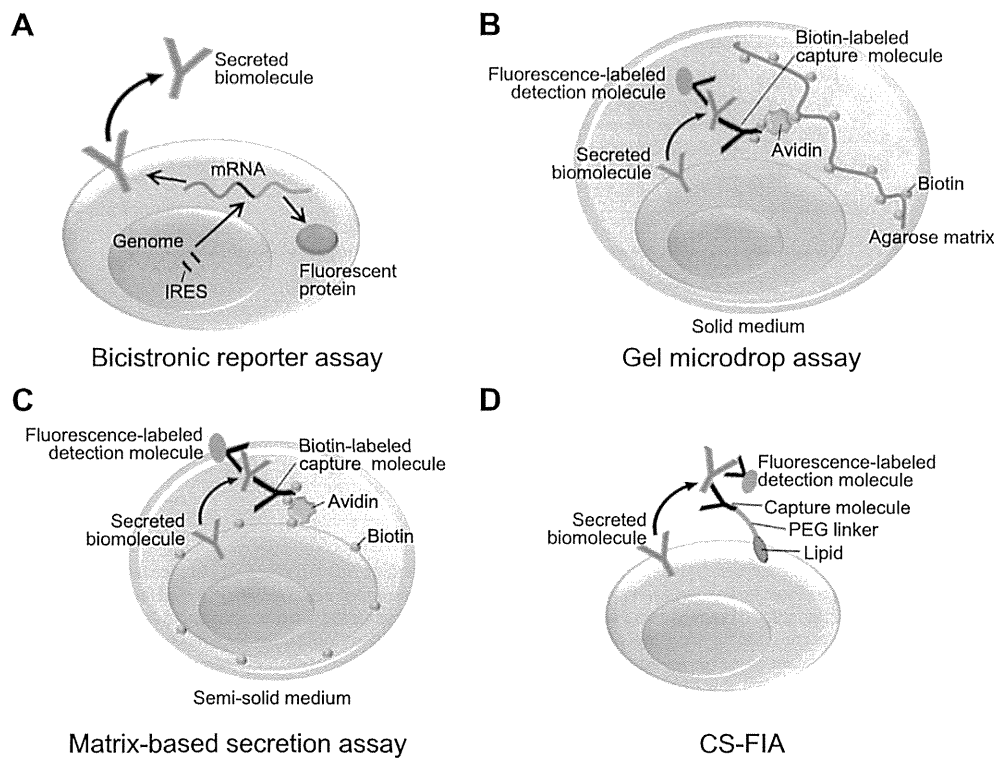 A
Secreted
biomolecule
mRNA
Genome
IRES
Fluorescent
protein
Bicistronic reporter assay
B
Biotin-labeled
capture molecule
Fluorescence-labeled
detection molecule
Secreted
biomolecule
Avidin
Biotin
Agarose matrix
Solid medium
Gel microdrop assay
C
Fluorescence-labeled
detection molecule
Biotin-labeled
capture molecule
Avidin
Secreted
biomolecule
Biotin
Semi-solid medium
Matrix-based secretion assay
D
Fluorescence-labeled
detection molecule
Capture molecule
PEG linker
Secreted
biomolecule
Lipid
CS-FIA